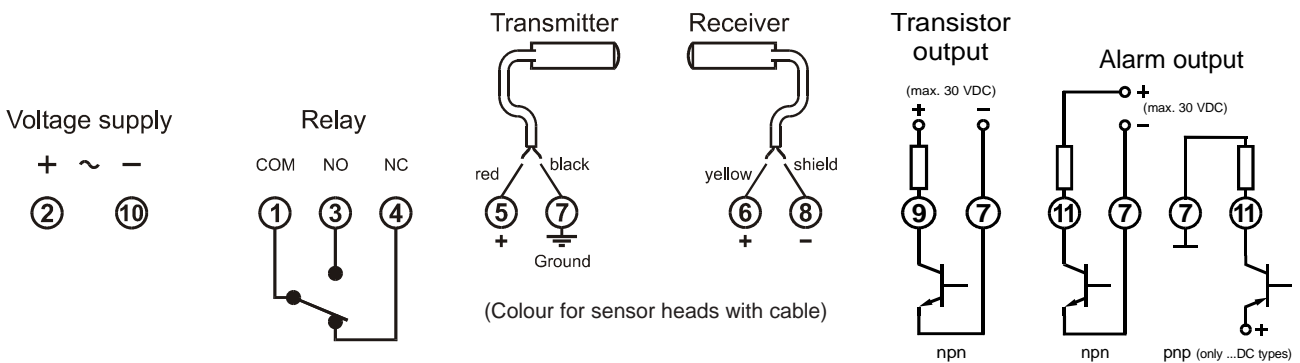 Voltage supply
+ ~ −
2 10
Relay
COM NO NC
1 3 4
Transmitter
red black
5 7
+
Ground
Receiver
yellow shield
6 8
+ −
(Colour for sensor heads with cable)
Transistor
output
(max. 30 VDC)
+ −
9 7
npn
Alarm output
+
(max. 30 VDC)
−
11 7
npn
7 11
+
pnp (only ...DC types)